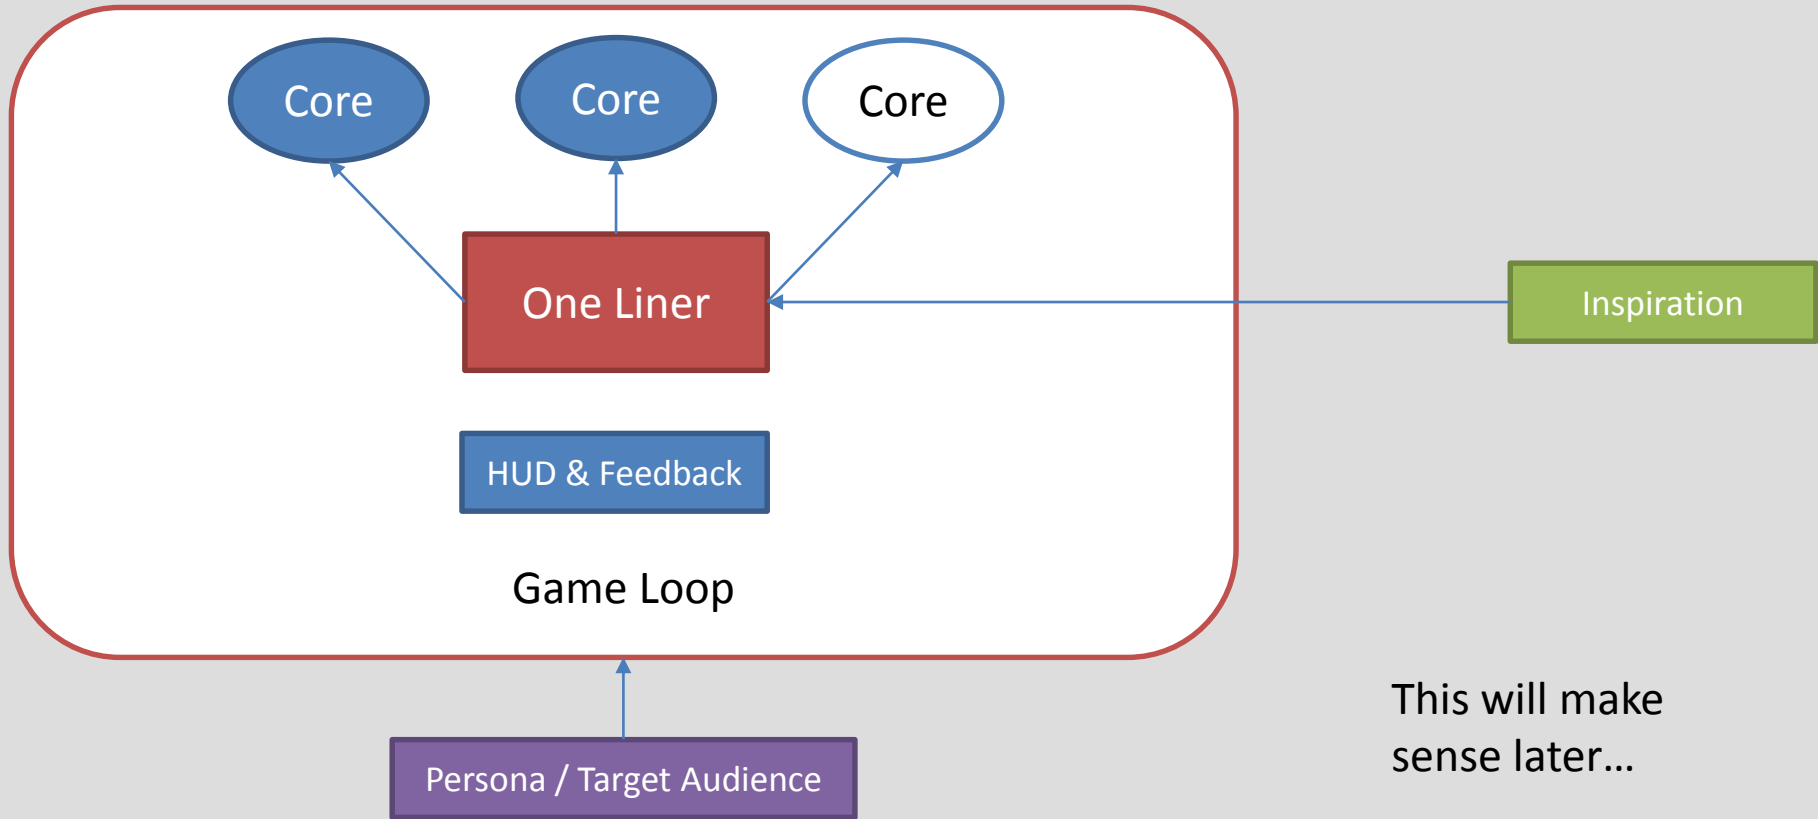 Core
Core
Core
One Liner
Inspiration
HUD & Feedback
Game Loop
Persona / Target Audience
This will make
sense later…